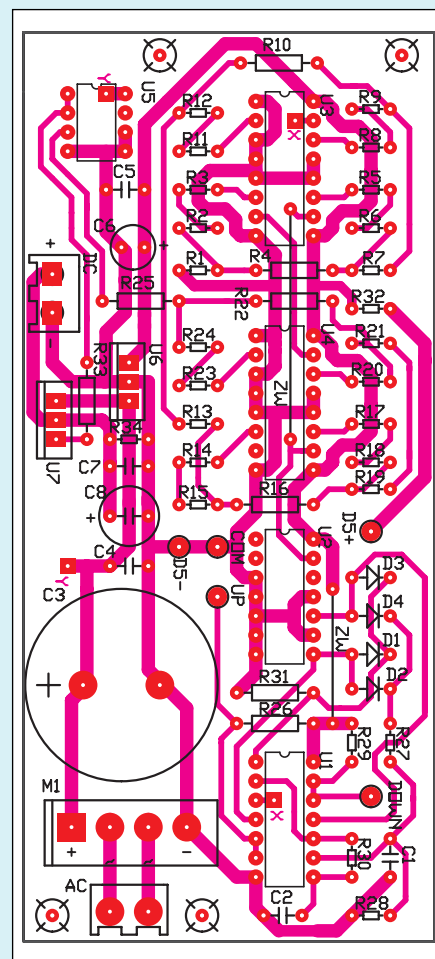 R10
Y
U5
R12
U3
R9
X
R11
R8
C5
R3
R5
R2
R6
C6
+
+
DC
R1
R4
R7
R25
R22
R32
-
U4
R24
R21
R33
U6
R23
R20
ZW
R13
R17
R34
U7
C7
R14
R18
C8
R15
R16
R19
+
D5+
COM
U2
C4
D5-
D3
Y
C3
UP
D4
ZW
D1
+
R31
D2
R26
R29
R27
U1
M1
X
DOWN
+
-
~
~
R30
C1
AC
C2
R28